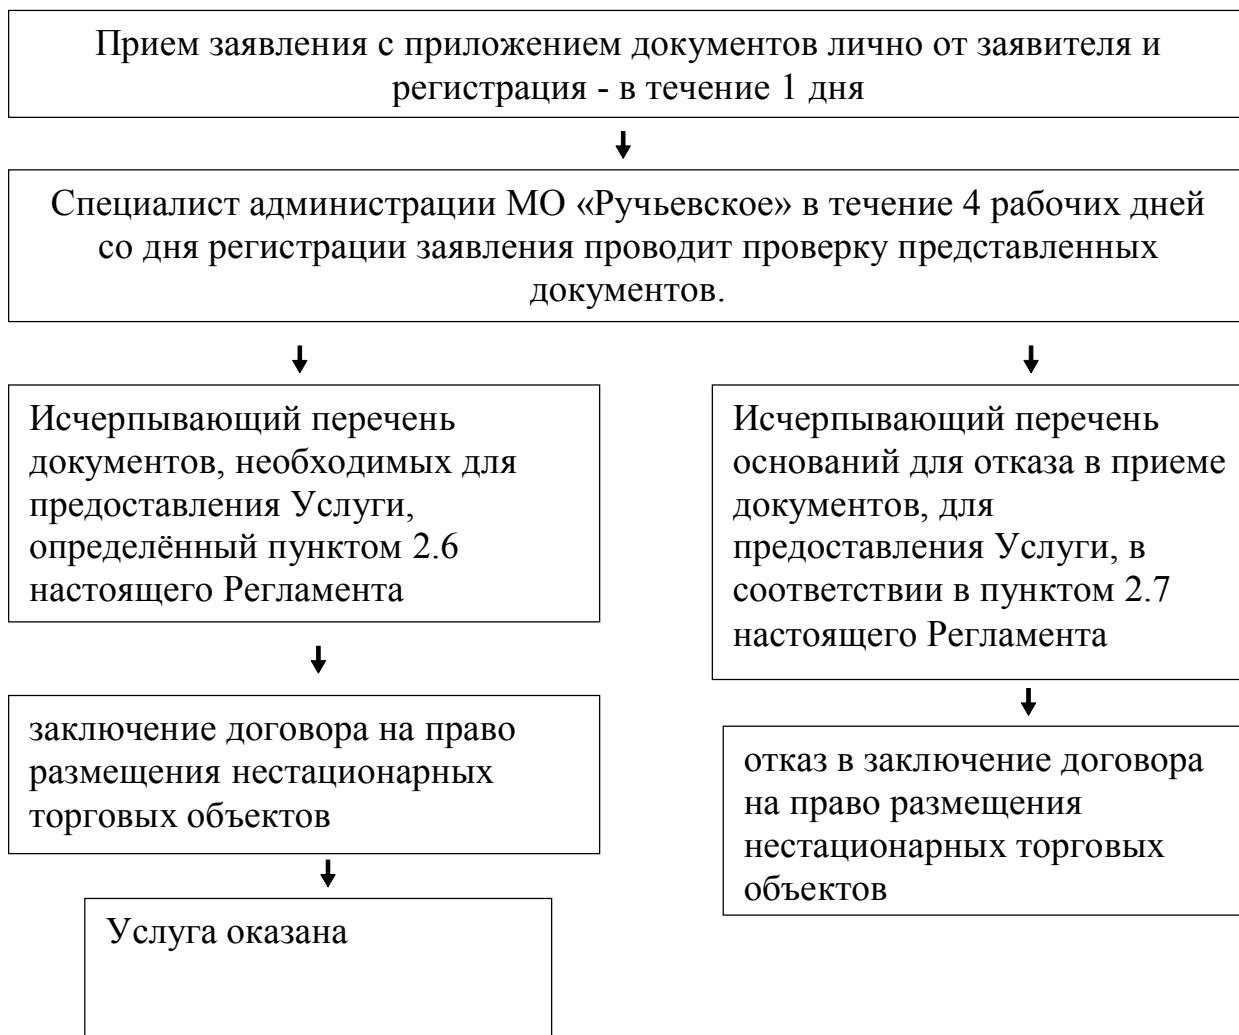 Прием заявления с приложением документов лично от заявителя и
регистрация - в течение 1 дня
Специалист администрации МО «Ручьевское» в течение 4 рабочих дней
со дня регистрации заявления проводит проверку представленных
документов.
Исчерпывающий перечень
документов, необходимых для
предоставления Услуги,
определённый пунктом 2.6
настоящего Регламента
Исчерпывающий перечень
оснований для отказа в приеме
документов, для
предоставления Услуги, в
соответствии в пунктом 2.7
настоящего Регламента
заключение договора на право
размещения нестационарных
торговых объектов
отказ в заключение договора
на право размещения
нестационарных торговых
объектов
Услуга оказана